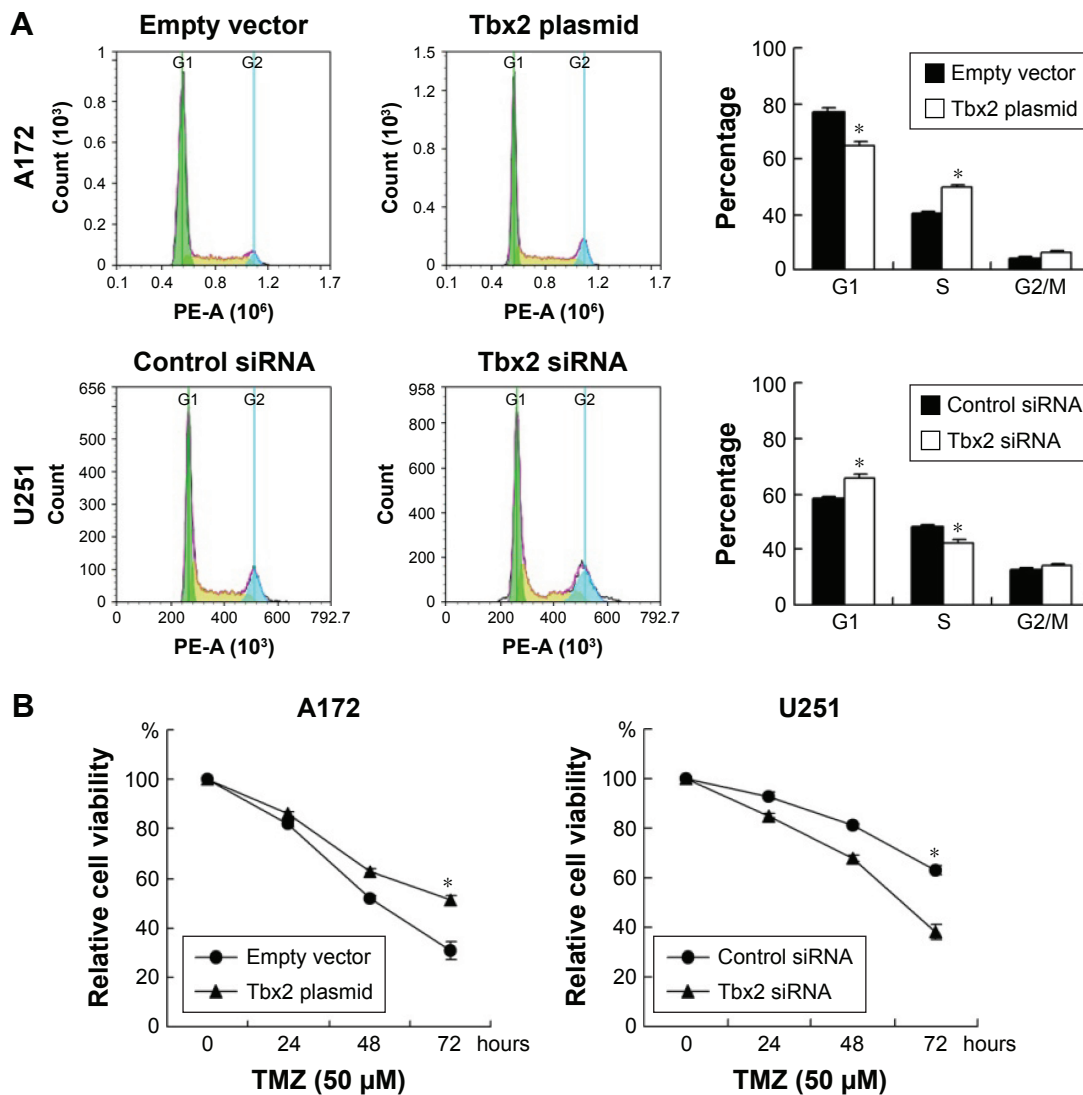 A
Empty vector
Tbx2 plasmid
A172
Count (10³)
1
0.8
0.6
0.4
0.2
0
G1
G2
0.1
0.4
0.8
1.2
1.7
PE-A (10⁶)
Count (10³)
1.5
1.2
0.8
0.4
0
G1
G2
0.1
0.4
0.8
1.2
1.7
PE-A (10⁶)
Percentage
100
80
60
40
0
Empty vector
Tbx2 plasmid
*
*
G1
S
G2/M
Control siRNA
Tbx2 siRNA
U251
Count
656
500
400
300
200
100
0
G1
G2
0
200
400
600
792.7
PE-A (10³)
Count
958
800
600
400
200
0
G1
G2
0
200
400
600
792.7
PE-A (10³)
Percentage
100
80
60
40
0
Control siRNA
Tbx2 siRNA
*
*
G1
S
G2/M
B
A172
%
Relative cell viability
100
80
60
40
20
0
*
Empty vector
Tbx2 plasmid
0
24
48
72
hours
TMZ (50 µM)
U251
%
Relative cell viability
100
80
60
40
20
0
*
Control siRNA
Tbx2 siRNA
0
24
48
72
hours
TMZ (50 µM)